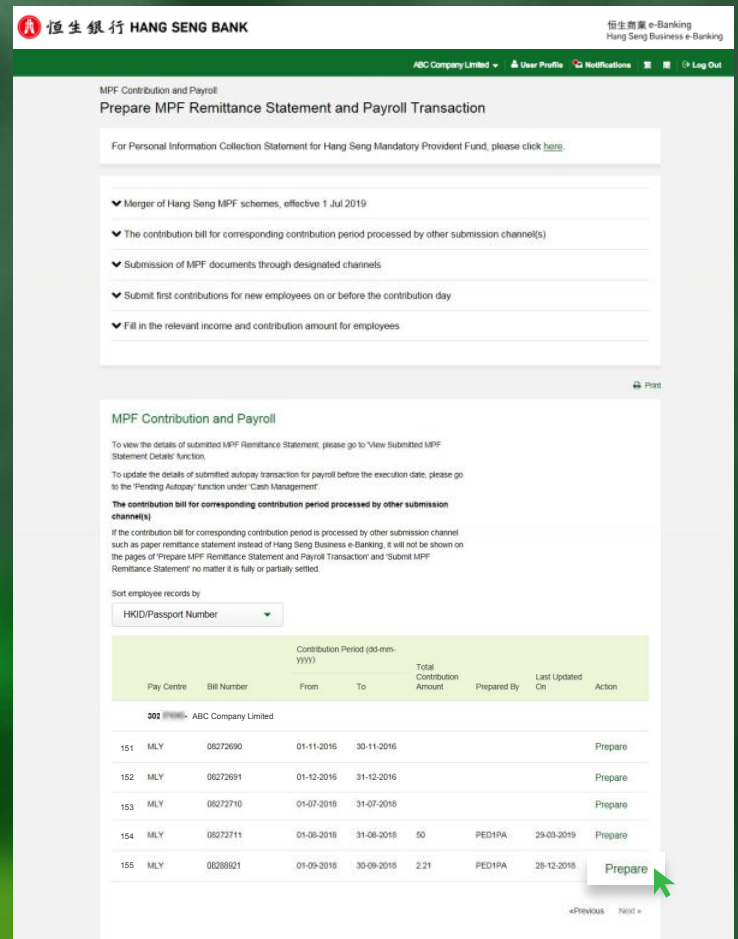 恒生銀行 HANG SENG BANK
恒生商業 e-Banking
Hang Seng Business e-Banking
ABC Company Limited User Profile Notifications 繁 簡 Log Out
MPF Contribution and Payroll
Prepare MPF Remittance Statement and Payroll Transaction
For Personal Information Collection Statement for Hang Seng Mandatory Provident Fund, please click here.
Merger of Hang Seng MPF schemes, effective 1 Jul 2019
The contribution bill for corresponding contribution period processed by other submission channel(s)
Submission of MPF documents through designated channels
Submit first contributions for new employees on or before the contribution day
Fill in the relevant income and contribution amount for employees
Print
MPF Contribution and Payroll
To view the details of submitted MPF Remittance Statement, please go to 'View Submitted MPF
Statement Details' function.
To update the details of submitted autopay transaction for payroll before the execution date, please go
to the 'Pending Autopay' function under 'Cash Management'.
The contribution bill for corresponding contribution period processed by other submission
channel(s)
If the contribution bill for corresponding contribution period is processed by other submission channel
such as paper remittance statement instead of Hang Seng Business e-Banking, it will not be shown on
the pages of 'Prepare MPF Remittance Statement and Payroll Transaction' and 'Submit MPF
Remittance Statement' no matter it is fully or partially settled.
Sort employee records by
HKID/Passport Number
Contribution Period (dd-mm-
yyyy)
Pay Centre Bill Number From To Total Contribution Amount Prepared By Last Updated On Action
302 - ABC Company Limited
151 MLY 08272690 01-11-2016 30-11-2016 Prepare
152 MLY 08272691 01-12-2016 31-12-2016 Prepare
153 MLY 08272710 01-07-2018 31-07-2018 Prepare
154 MLY 08272711 01-08-2018 31-08-2018 50 PED1PA 29-03-2019 Prepare
155 MLY 08288921 01-09-2018 30-09-2018 2.21 PED1PA 28-12-2018 Prepare
«Previous Next »